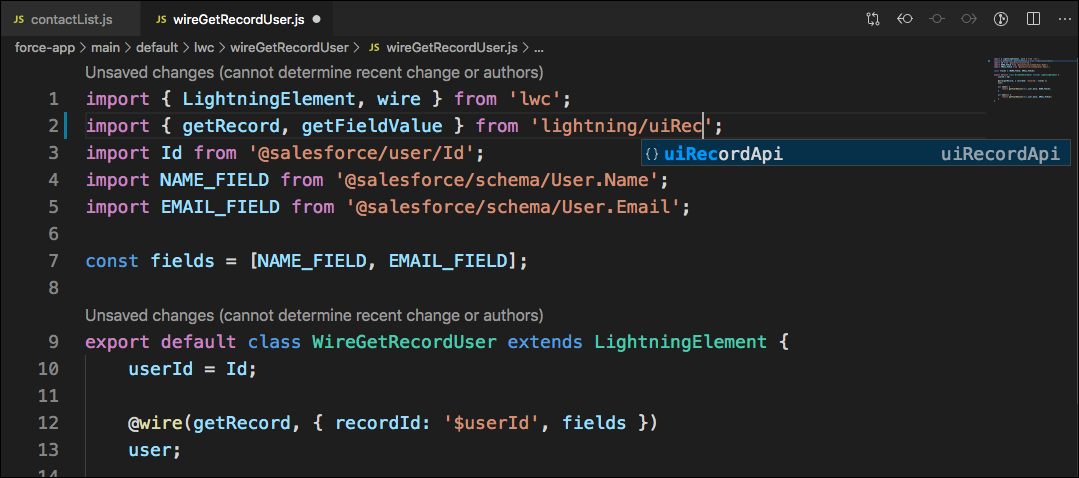 JS contactList.js JS wireGetRecordUser.js
force-app > main > default > lwc > wireGetRecordUser > JS wireGetRecordUser.js > ...
Unsaved changes (cannot determine recent change or authors)
1 import { LightningElement, wire } from 'lwc';
2 import { getRecord, getFieldValue } from 'lightning/uiRec';
3 import Id from '@salesforce/user/Id';
{} uiRecordApi uiRecordApi
4 import NAME_FIELD from '@salesforce/schema/User.Name';
5 import EMAIL_FIELD from '@salesforce/schema/User.Email';
6
7 const fields = [NAME_FIELD, EMAIL_FIELD];
8
Unsaved changes (cannot determine recent change or authors)
9 export default class WireGetRecordUser extends LightningElement {
10 userId = Id;
11
12 @wire(getRecord, { recordId: '$userId', fields })
13 user;
14